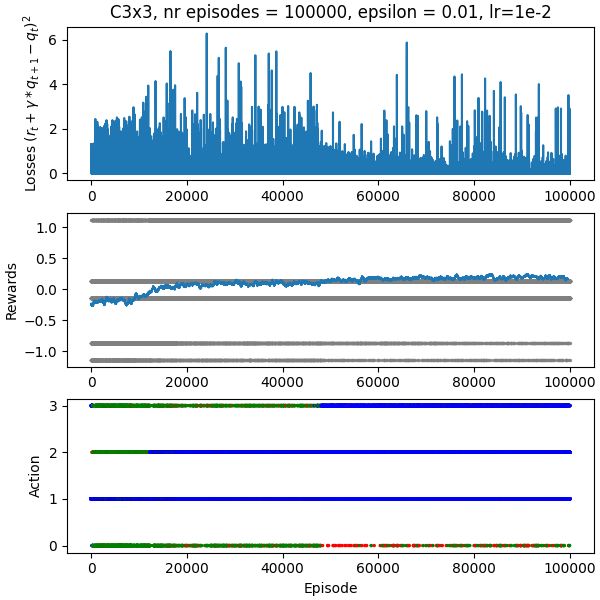 C3x3, nr episodes = 100000, epsilon = 0.01, lr=1e-2
Losses (r_t + γ * q_{t+1} − q_t)^2
6
4
2
0
0 20000 40000 60000 80000 100000
Rewards
1.0
0.5
0.0
−0.5
−1.0
0 20000 40000 60000 80000 100000
Action
3
2
1
0
0 20000 40000 60000 80000 100000
Episode